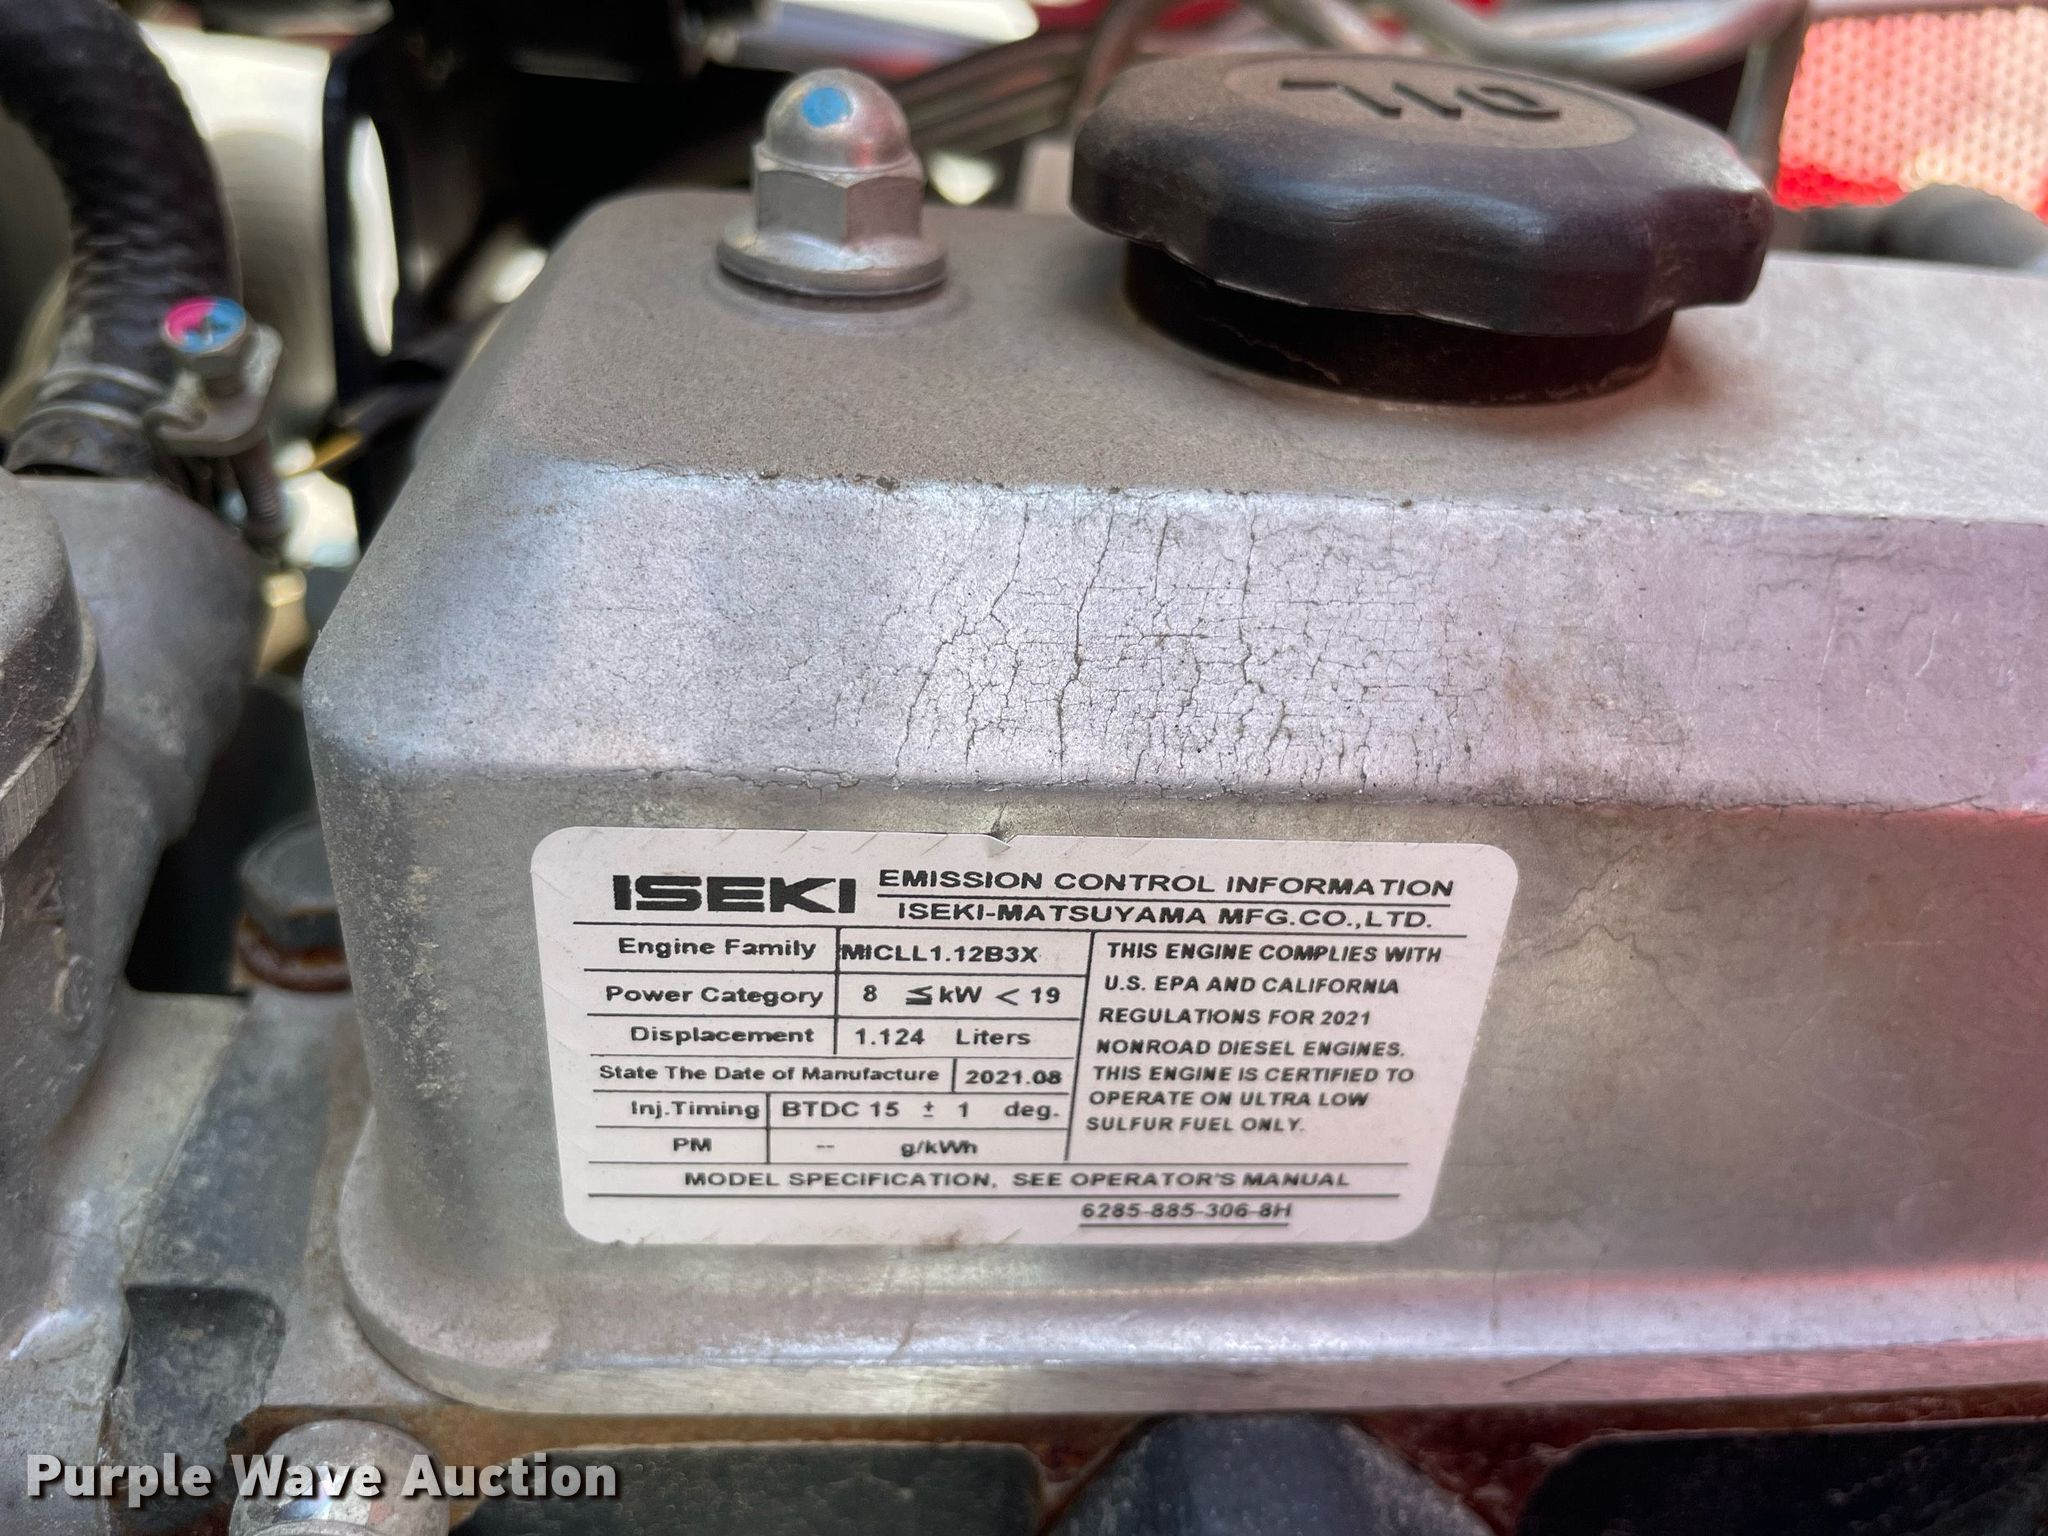 OIL
ISEKI EMISSION CONTROL INFORMATION
ISEKI-MATSUYAMA MFG.CO.,LTD.
Engine Family MICLL1.12B3X
Power Category 8 ≦ kW < 19
Displacement 1.124 Liters
State The Date of Manufacture 2021.08
Inj.Timing BTDC 15 ± 1 deg.
PM -- g/kWh
THIS ENGINE COMPLIES WITH
U.S. EPA AND CALIFORNIA
REGULATIONS FOR 2021
NONROAD DIESEL ENGINES.
THIS ENGINE IS CERTIFIED TO
OPERATE ON ULTRA LOW
SULFUR FUEL ONLY.
MODEL SPECIFICATION, SEE OPERATOR'S MANUAL
6285-885-306-8H
Purple Wave Auction